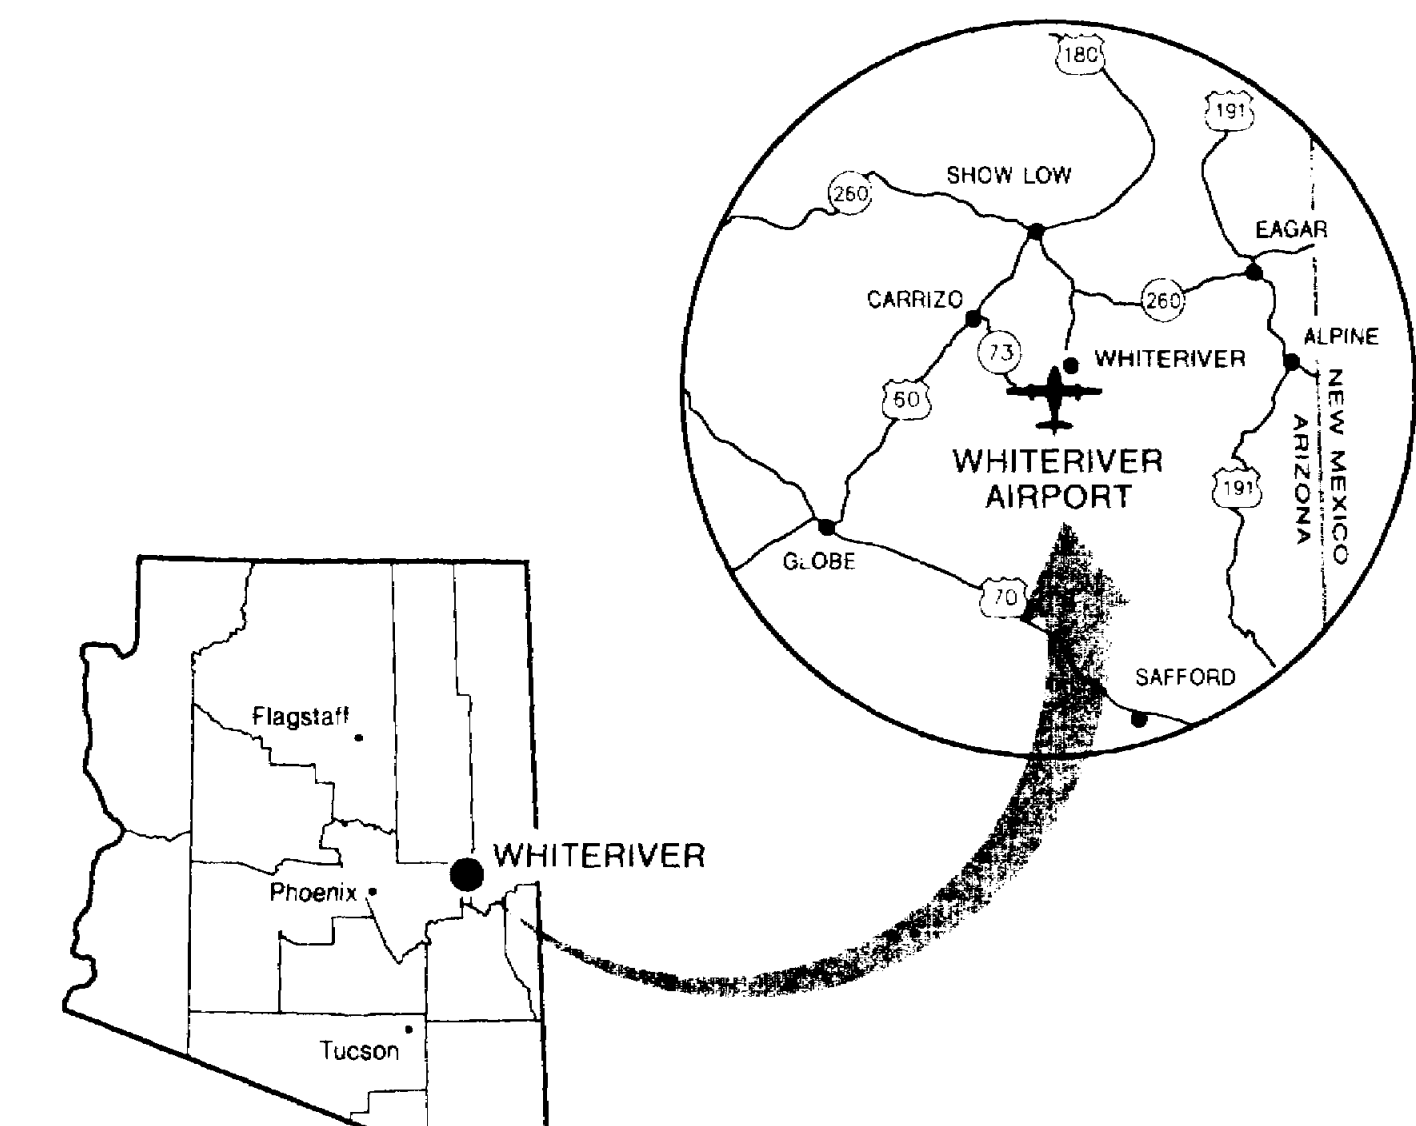 180
191
SHOW LOW
260
EAGAR
CARRIZO
260
ALPINE
73
WHITERIVER
60
NEW MEXICO
ARIZONA
WHITERIVER
AIRPORT
191
GLOBE
70
SAFFORD
Flagstaff
WHITERIVER
Phoenix
Tucson